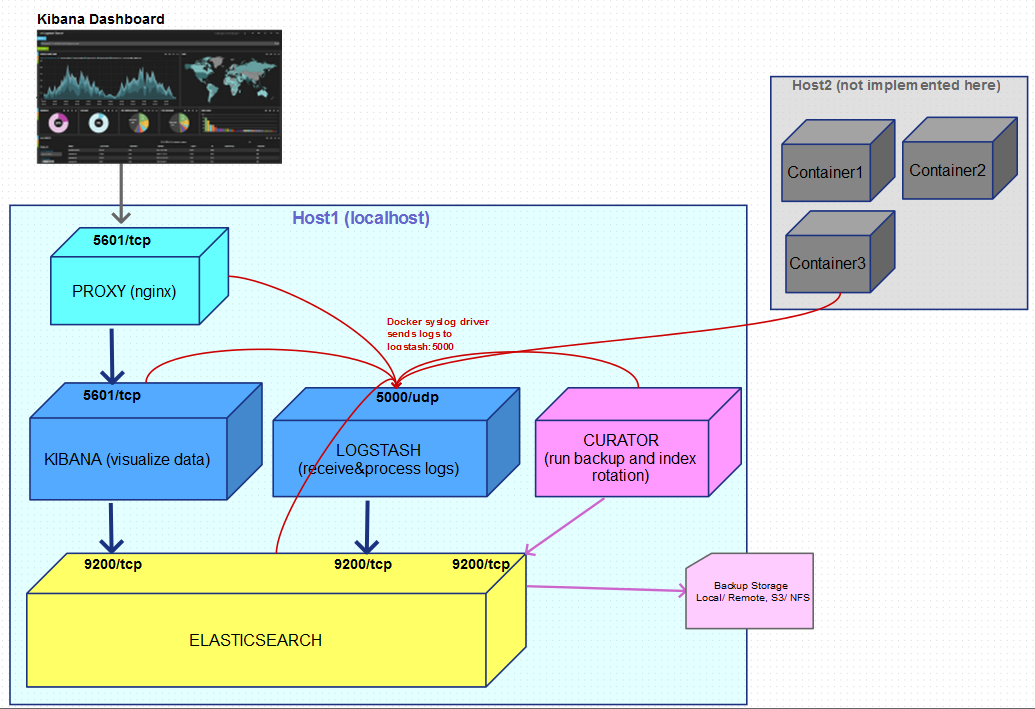 Kibana Dashboard
Host2 (not implemented here)
Container1
Container2
Container3
Host1 (localhost)
5601/tcp
PROXY (nginx)
Docker syslog driver
sends logs to
logstash:5000
5601/tcp
KIBANA (visualize data)
5000/udp
LOGSTASH
(receive&process logs)
CURATOR
(run backup and index
rotation)
9200/tcp
9200/tcp
9200/tcp
ELASTICSEARCH
Backup Storage
Local/ Remote, S3/ NFS